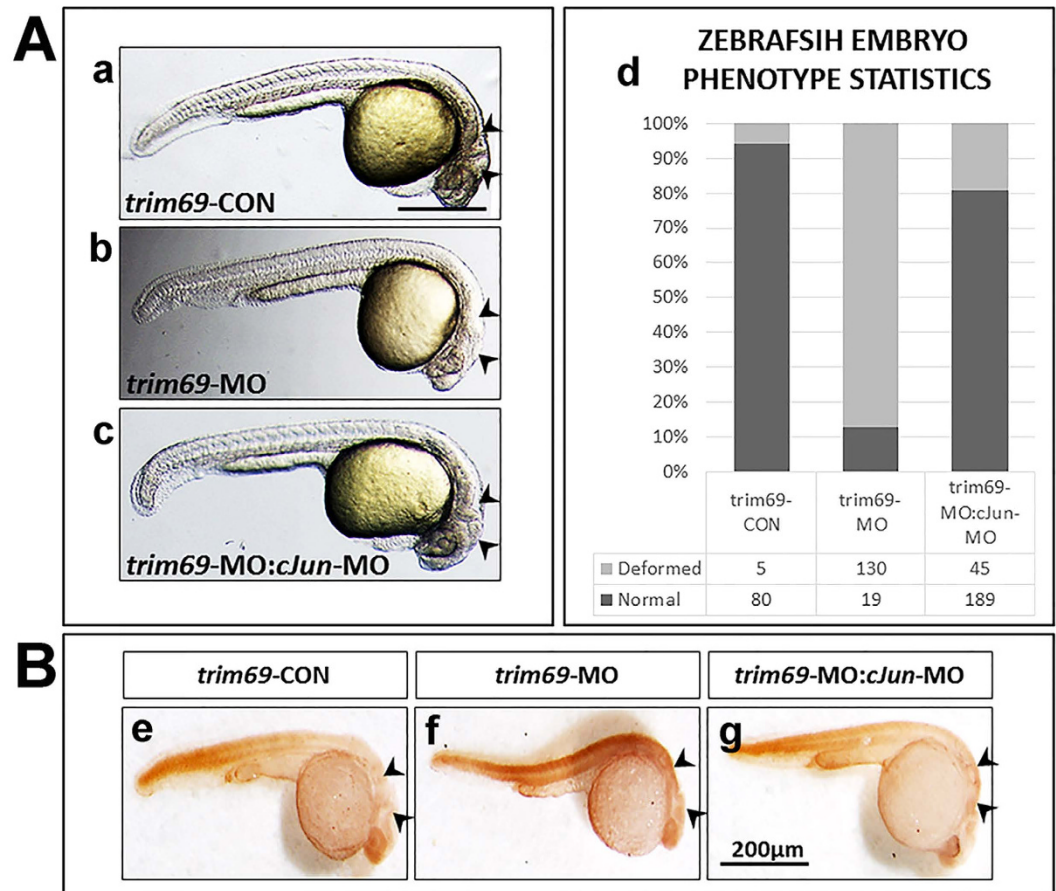 A
a
trim69-CON
b
trim69-MO
c
trim69-MO:cJun-MO
ZEBRAFSIH EMBRYO
d
PHENOTYPE STATISTICS
100%
90%
80%
70%
60%
50%
40%
30%
20%
10%
0%
trim69-
CON
trim69-
MO
trim69-
MO:cJun-
MO
Deformed 5 130 45
Normal 80 19 189
B
trim69-CON trim69-MO trim69-MO:cJun-MO
e f g
200µm